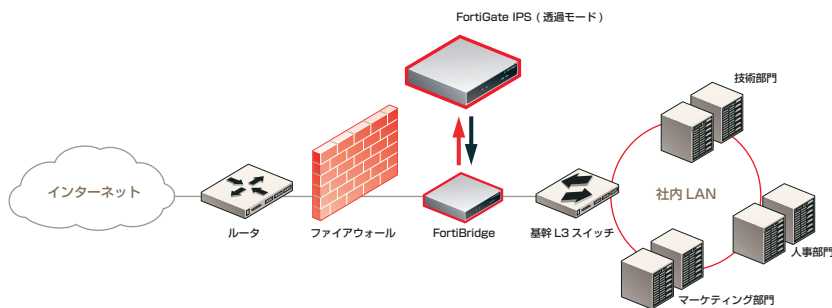 FortiGate IPS ( 透過モード )
技術部門
インターネット
社内 LAN
ルータ
ファイアウォール
FortiBridge
基幹 L3 スイッチ
人事部門
マーケティング部門